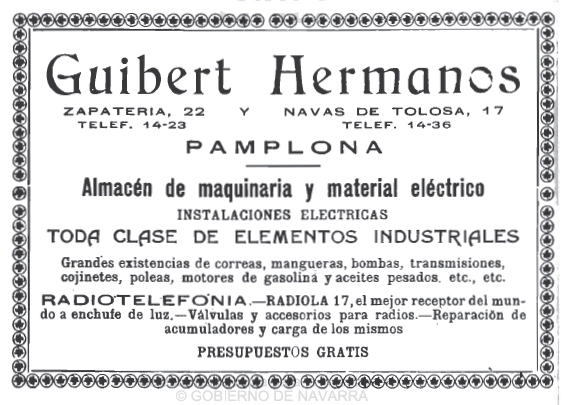 Guibert Hermanos
ZAPATERIA, 22 Y NAVAS DE TOLOSA, 17
TELEF. 14-23 TELEF. 14-36
PAMPLONA
Almacén de maquinaria y material eléctrico
INSTALACIONES ELECTRICAS
TODA CLASE DE ELEMENTOS INDUSTRIALES
Grandes existencias de correas, mangueras, bombas, transmisiones,
cojinetes, poleas, motores de gasolina y aceites pesados. etc., etc.
RADIOTELEFÓNIA.—RADIOLA 17, el mejor receptor del mun-
do a enchufe de luz.—Válvulas y accesorios para radios.—Reparación de
acumuladores y carga de los mismos
PRESUPUESTOS GRATIS
© GOBIERNO DE NAVARRA